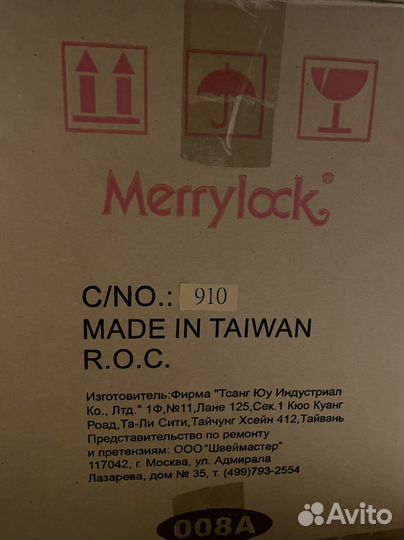 Merrylock®
C/NO.: 910
MADE IN TAIWAN
R.O.C.
Изготовитель:Фирма "Тсанг Юу Индустриал
Ко., Лтд." 1Ф,№11,Лане 125,Сек.1 Кюо Куанг
Роад,Та-Ли Сити,Тайчунг Хсейн 412,Тайвань
Представительство по ремонту
и претензиям: ООО"Швеймастер"
117042, г. Москва, ул. Адмирала
Лазарева, дом № 35, т. (499)793-2554
008A
Avito